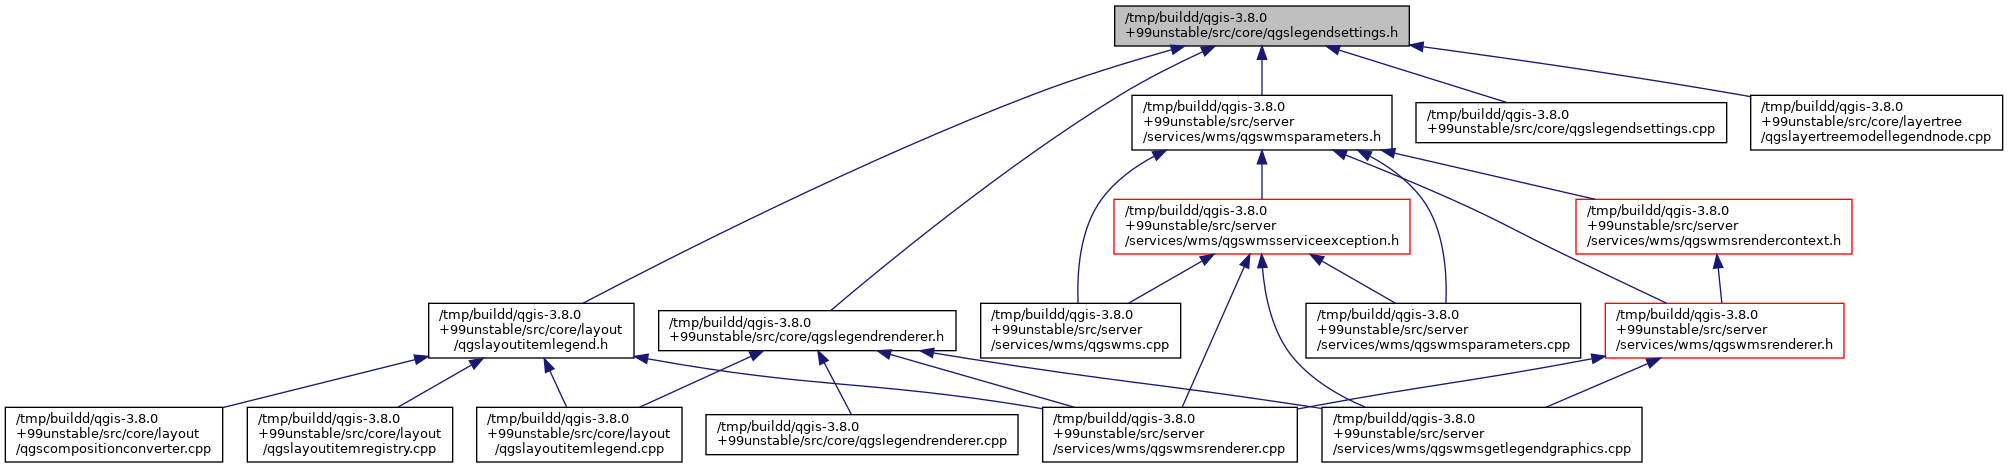 /tmp/buildd/qgis-3.8.0
+99unstable/src/core/qgslegendsettings.h
/tmp/buildd/qgis-3.8.0
+99unstable/src/server
/services/wms/qgswmsparameters.h
/tmp/buildd/qgis-3.8.0
+99unstable/src/core/qgslegendsettings.cpp
/tmp/buildd/qgis-3.8.0
+99unstable/src/core/layertree
/qgslayertreemodellegendnode.cpp
/tmp/buildd/qgis-3.8.0
+99unstable/src/server
/services/wms/qgswmsserviceexception.h
/tmp/buildd/qgis-3.8.0
+99unstable/src/server
/services/wms/qgswmsrendercontext.h
/tmp/buildd/qgis-3.8.0
+99unstable/src/core/layout
/qgslayoutitemlegend.h
/tmp/buildd/qgis-3.8.0
+99unstable/src/core/qgslegendrenderer.h
/tmp/buildd/qgis-3.8.0
+99unstable/src/server
/services/wms/qgswms.cpp
/tmp/buildd/qgis-3.8.0
+99unstable/src/server
/services/wms/qgswmsparameters.cpp
/tmp/buildd/qgis-3.8.0
+99unstable/src/server
/services/wms/qgswmsrenderer.h
/tmp/buildd/qgis-3.8.0
+99unstable/src/core/layout
/qgscompositionconverter.cpp
/tmp/buildd/qgis-3.8.0
+99unstable/src/core/layout
/qgslayoutitemregistry.cpp
/tmp/buildd/qgis-3.8.0
+99unstable/src/core/layout
/qgslayoutitemlegend.cpp
/tmp/buildd/qgis-3.8.0
+99unstable/src/core/qgslegendrenderer.cpp
/tmp/buildd/qgis-3.8.0
+99unstable/src/server
/services/wms/qgswmsrenderer.cpp
/tmp/buildd/qgis-3.8.0
+99unstable/src/server
/services/wms/qgswmsgetlegendgraphics.cpp